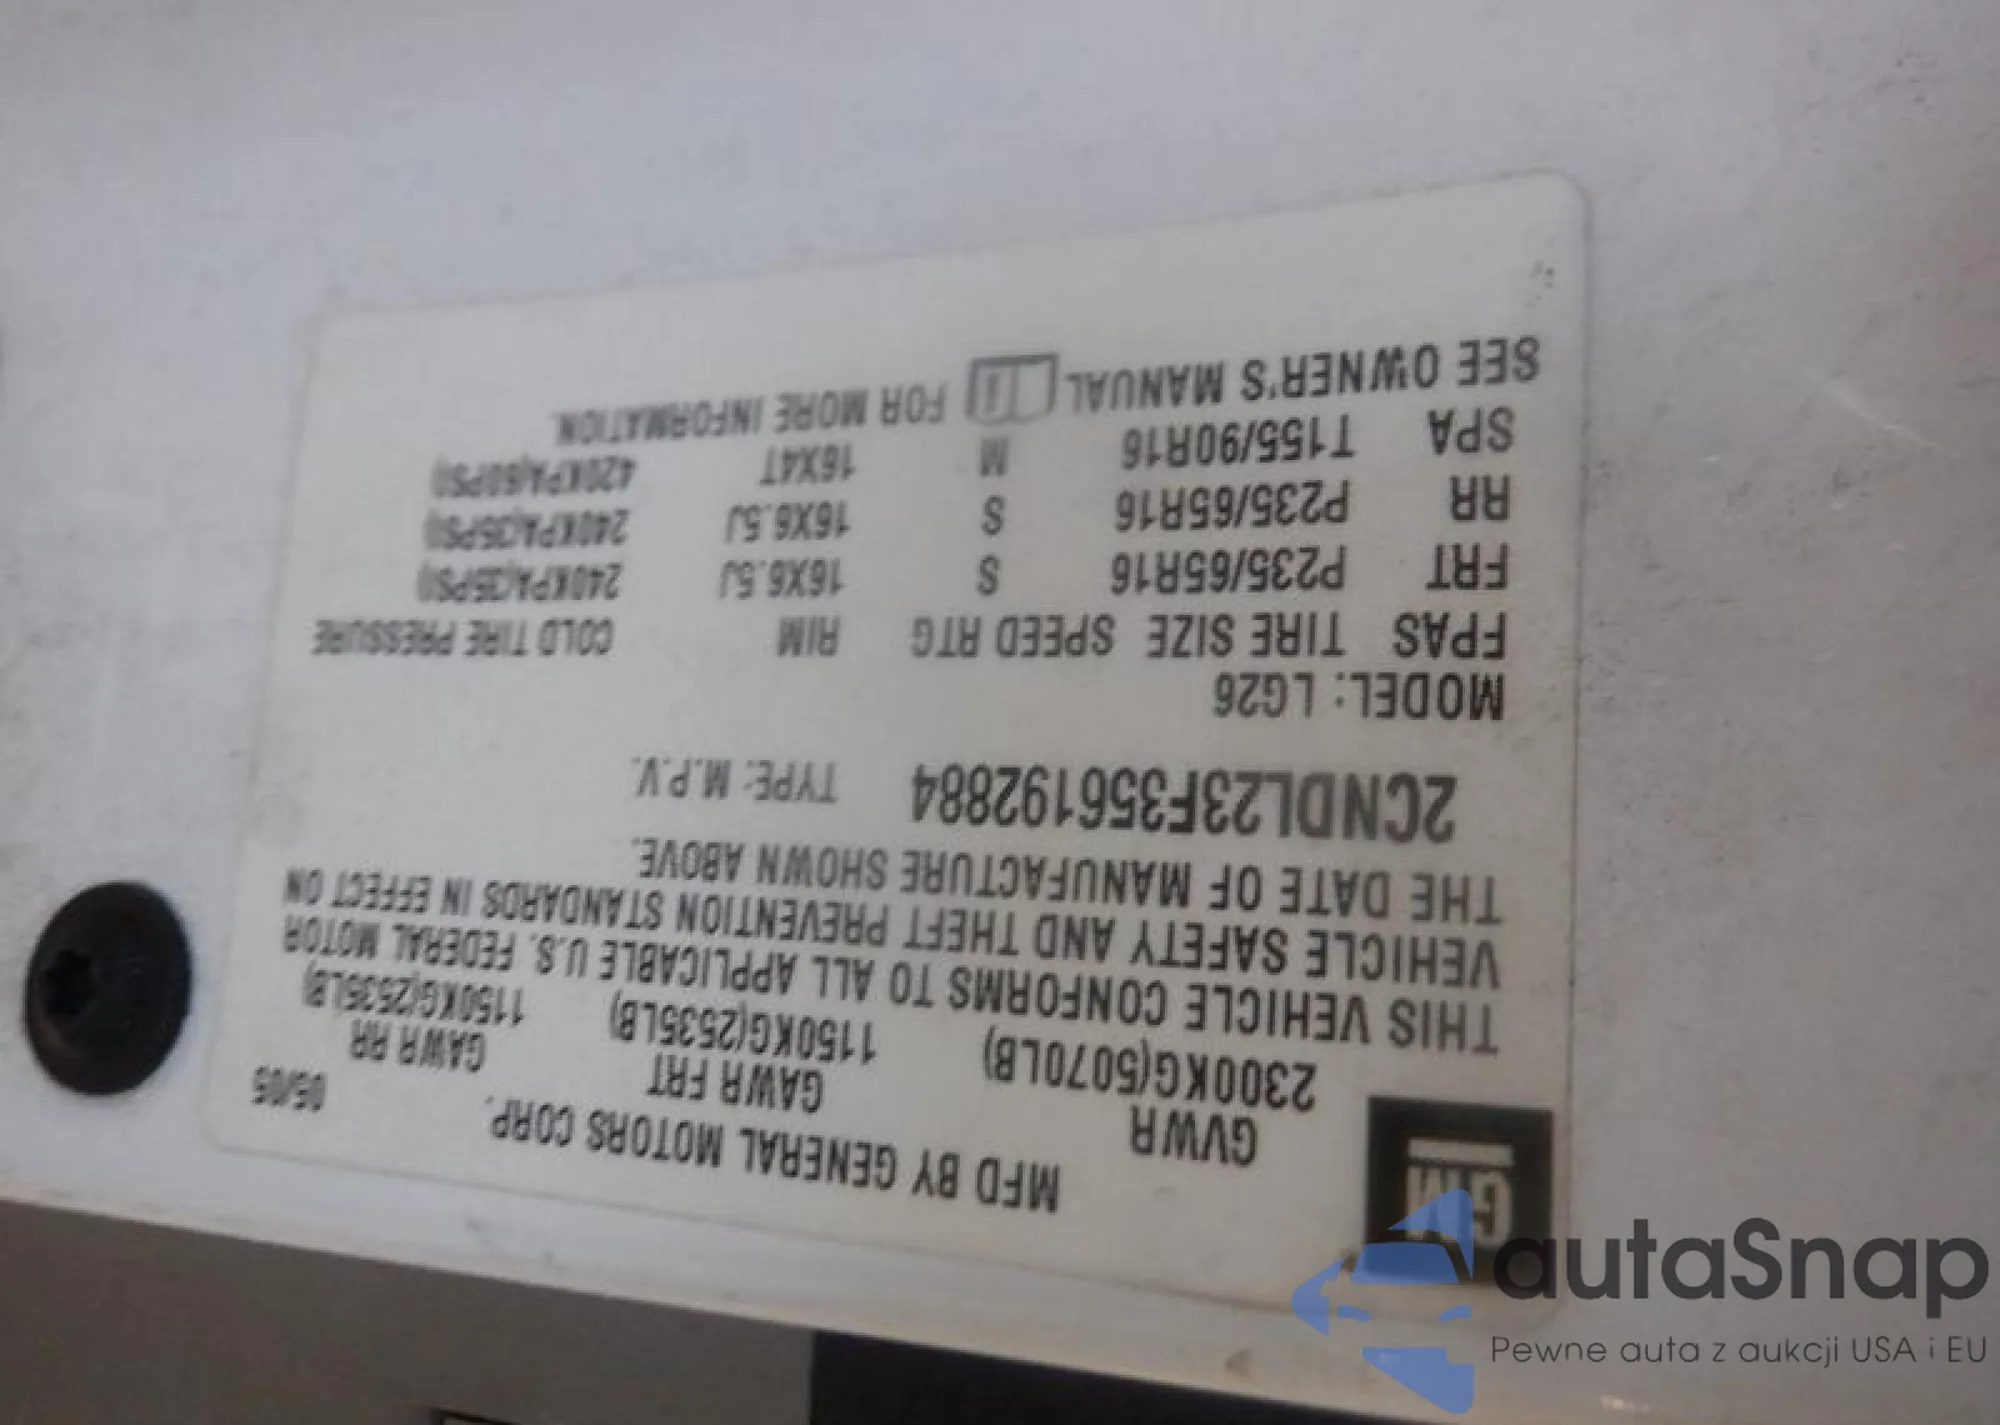 GM
MFD BY GENERAL MOTORS CORP. 05/05
GVWR GAWR FRT GAWR RR
2300KG(5070LB) 1150KG(2535LB) 1150KG(2535LB)
THIS VEHICLE CONFORMS TO ALL APPLICABLE U.S. FEDERAL MOTOR
VEHICLE SAFETY AND THEFT PREVENTION STANDARDS IN EFFECT ON
THE DATE OF MANUFACTURE SHOWN ABOVE.
2CNDL23F356192884 TYPE: M.P.V.
MODEL: LG26
FPAS TIRE SIZE SPEED RTG RIM COLD TIRE PRESSURE
FRT P235/65R16 S 16X6.5J 240KPA(35PSI)
RR P235/65R16 S 16X6.5J 240KPA(35PSI)
SPA T155/90R16 M 16X4T 420KPA(60PSI)
SEE OWNER'S MANUAL FOR MORE INFORMATION.
autaSnap
Pewne auta z aukcji USA i EU